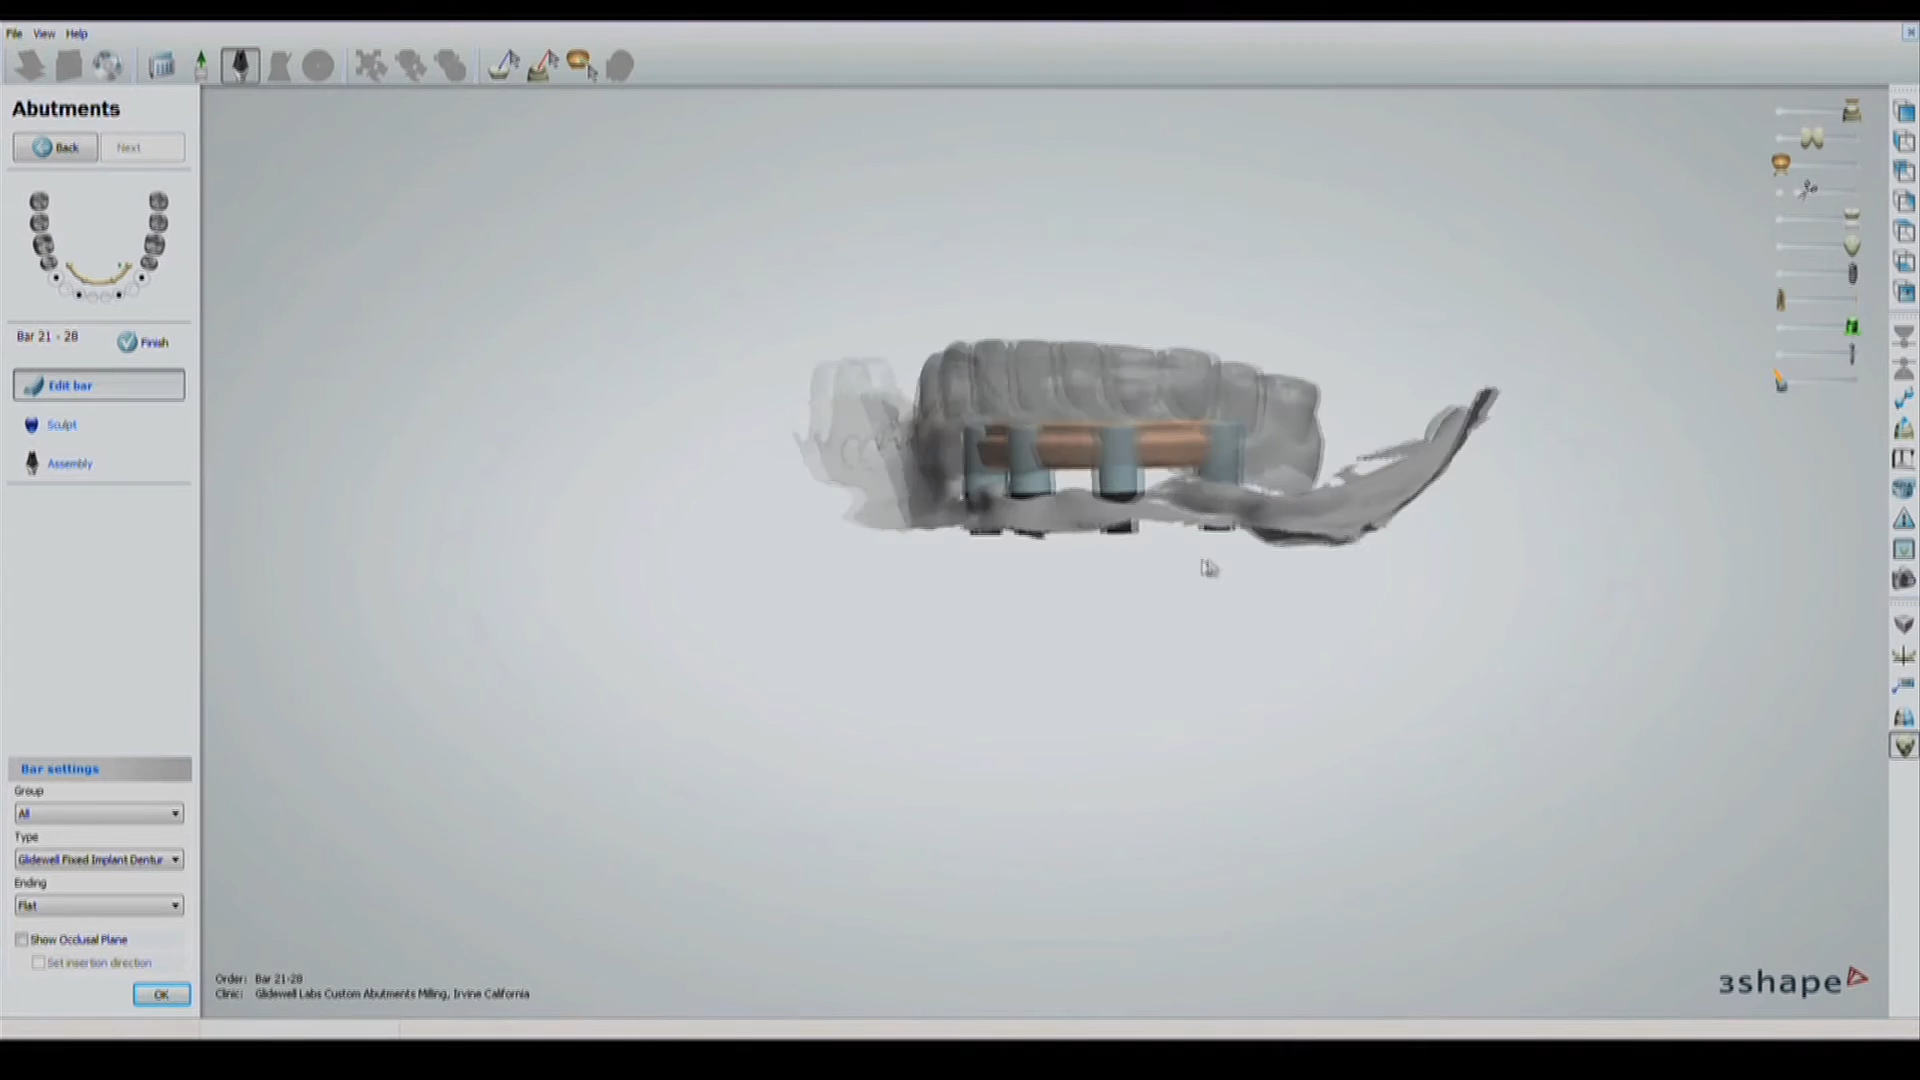 File View Help
Abutments
Back Next
Bar 21 - 28 Finish
Edit bar
Sculpt
Assembly
Bar settings
Group
All
Type
Glidewell Fixed Implant Dentur
Ending
Flat
Show Occlusal Plane
Set insertion direction
OK
Order: Bar 21-28
Clinic: Glidewell Labs Custom Abutments Milling, Irvine California
3shape